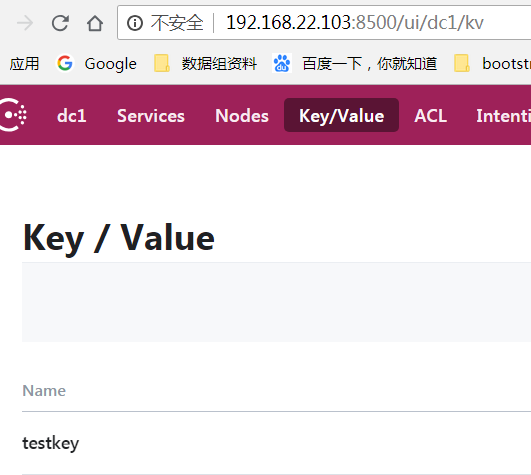 不安全 192.168.22.103:8500/ui/dc1/kv
应用 Google 数据组资料 百度一下，你就知道 bootst
dc1 Services Nodes Key/Value ACL Intenti
Key / Value
Name
testkey